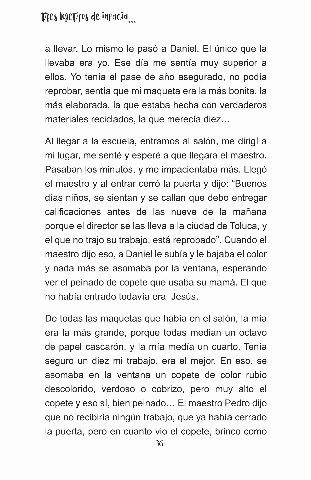 Tres lagartijos de infancia...
a llevar. Lo mismo le pasó a Daniel. El único que la
llevaba era yo. Ese día me sentía muy superior a
ellos. Yo tenía el pase de año asegurado, no podía
reprobar, sentía que mi maqueta era la más bonita, la
más elaborada, la que estaba hecha con verdaderos
materiales reciclados, la que merecía diez…
Al llegar a la escuela, entramos al salón, me dirigí a
mi lugar, me senté y esperé a que llegara el maestro.
Pasaban los minutos, y me impacientaba más. Llegó
el maestro y al entrar cerró la puerta y dijo: “Buenos
días niños, se sientan y se callan que debo entregar
calificaciones antes de las nueve de la mañana
porque el director se las lleva a la ciudad de Toluca, y
el que no trajo su trabajo, está reprobado”. Cuando el
maestro dijo eso, a Daniel le subía y le bajaba el color
y nada más se asomaba por la ventana, esperando
ver el peinado de copete que usaba su mamá. El que
no había entrado todavía era Jesús.
De todas las maquetas que había en el salón, la mía
era la más grande, porque todas medían un octavo
de papel cascarón, y la mía medía un cuarto. Tenía
seguro un diez mi trabajo, era el mejor. En eso, se
asomaba en la ventana un copete de color rubio
descolorido, verdoso o cobrizo, pero muy alto el
copete y eso sí, bien peinado… El maestro Pedro dijo
que no recibiría ningún trabajo, que ya había cerrado
la puerta, pero en cuanto vio el copete, brincó como
36